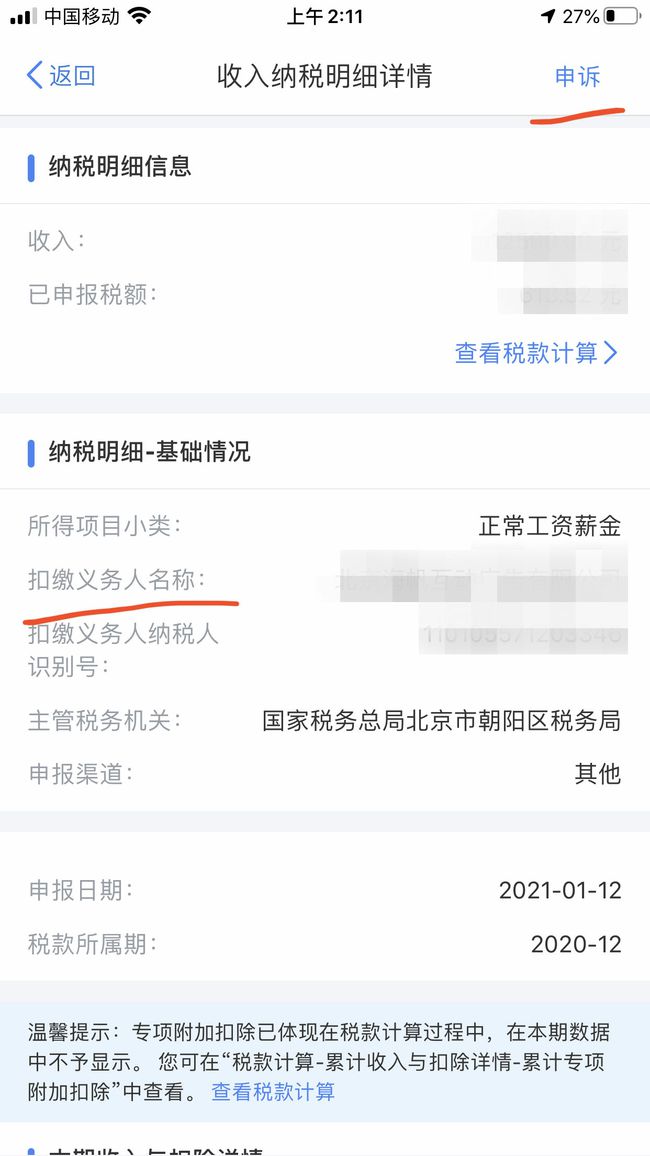 中国移动 上午 2:11 27%
返回 收入纳税明细详情 申诉
纳税明细信息
收入：
已申报税额：
查看税款计算
纳税明细-基础情况
所得项目小类： 正常工资薪金
扣缴义务人名称：
扣缴义务人纳税人
识别号：
主管税务机关： 国家税务总局北京市朝阳区税务局
申报渠道： 其他
申报日期： 2021-01-12
税款所属期： 2020-12
温馨提示：专项附加扣除已体现在税款计算过程中，在本期数据
中不予显示。 您可在“税款计算-累计收入与扣除详情-累计专项
附加扣除”中查看。 查看税款计算
本期收入与扣除详情